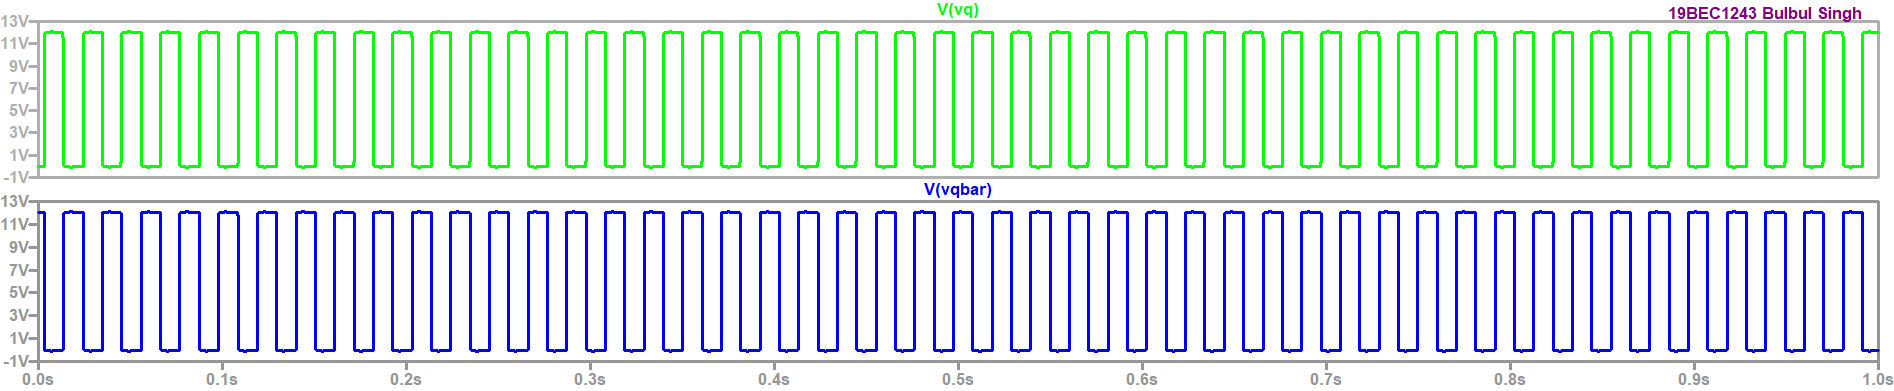 V(vq)
19BEC1243 Bulbul Singh
13V
11V
9V
7V
5V
3V
1V
-1V
V(vqbar)
13V
11V
9V
7V
5V
3V
1V
-1V
0.0s 0.1s 0.2s 0.3s 0.4s 0.5s 0.6s 0.7s 0.8s 0.9s 1.0s